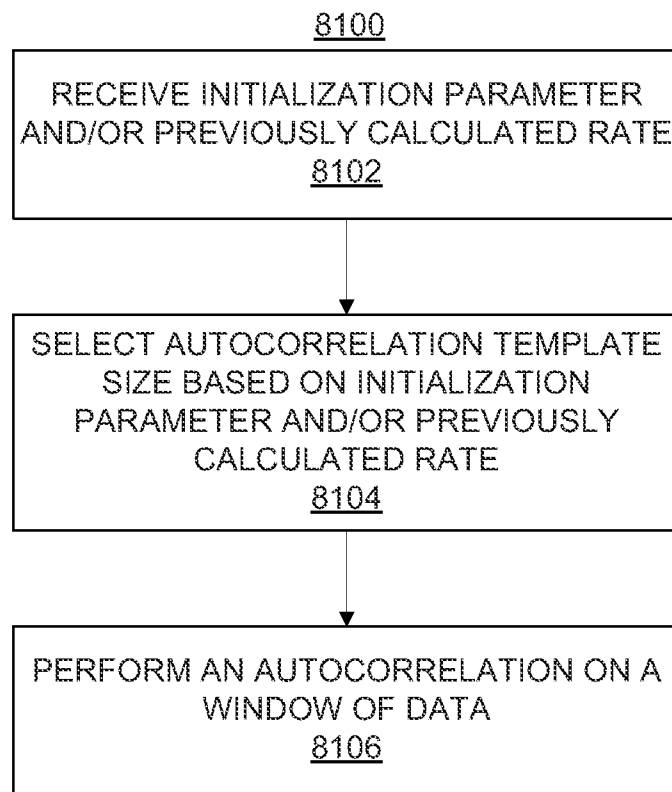 8100
RECEIVE INITIALIZATION PARAMETER
AND/OR PREVIOUSLY CALCULATED RATE
8102
SELECT AUTOCORRELATION TEMPLATE
SIZE BASED ON INITIALIZATION
PARAMETER AND/OR PREVIOUSLY
CALCULATED RATE
8104
PERFORM AN AUTOCORRELATION ON A
WINDOW OF DATA
8106